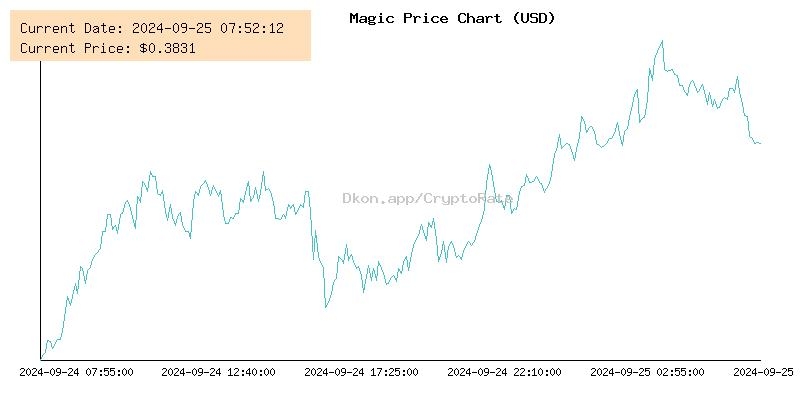 Magic Price Chart (USD)
Current Date: 2024-09-25 07:52:12
Current Price: $0.3831
Dkon.app/CryptoRate
2024-09-24 07:55:00 2024-09-24 12:40:00 2024-09-24 17:25:00 2024-09-24 22:10:00 2024-09-25 02:55:00 2024-09-25